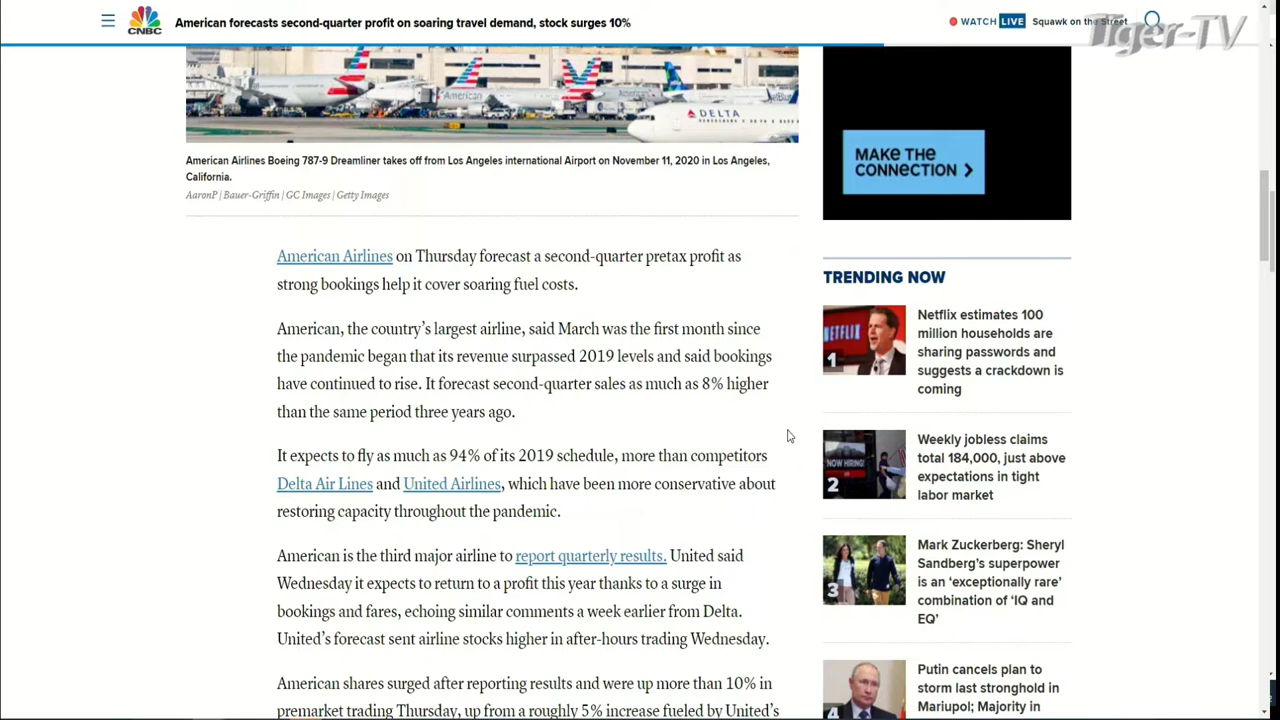 CNBC
American forecasts second-quarter profit on soaring travel demand, stock surges 10%
WATCH LIVE
Squawk on the Street
Tiger-TV
American
DELTA
American Airlines Boeing 787-9 Dreamliner takes off from Los Angeles international Airport on November 11, 2020 in Los Angeles,
California.
AaronP | Bauer-Griffin | GC Images | Getty Images
MAKE THE
CONNECTION >
American Airlines on Thursday forecast a second-quarter pretax profit as
strong bookings help it cover soaring fuel costs.
American, the country's largest airline, said March was the first month since
the pandemic began that its revenue surpassed 2019 levels and said bookings
have continued to rise. It forecast second-quarter sales as much as 8% higher
than the same period three years ago.
It expects to fly as much as 94% of its 2019 schedule, more than competitors
Delta Air Lines and United Airlines, which have been more conservative about
restoring capacity throughout the pandemic.
American is the third major airline to report quarterly results. United said
Wednesday it expects to return to a profit this year thanks to a surge in
bookings and fares, echoing similar comments a week earlier from Delta.
United's forecast sent airline stocks higher in after-hours trading Wednesday.
American shares surged after reporting results and were up more than 10% in
premarket trading Thursday, up from a roughly 5% increase fueled by United's
TRENDING NOW
NETFLIX
1
Netflix estimates 100
million households are
sharing passwords and
suggests a crackdown is
coming
NOW HIRING!
2
Weekly jobless claims
total 184,000, just above
expectations in tight
labor market
3
Mark Zuckerberg: Sheryl
Sandberg's superpower
is an 'exceptionally rare'
combination of 'IQ and
EQ'
4
Putin cancels plan to
storm last stronghold in
Mariupol; Majority in